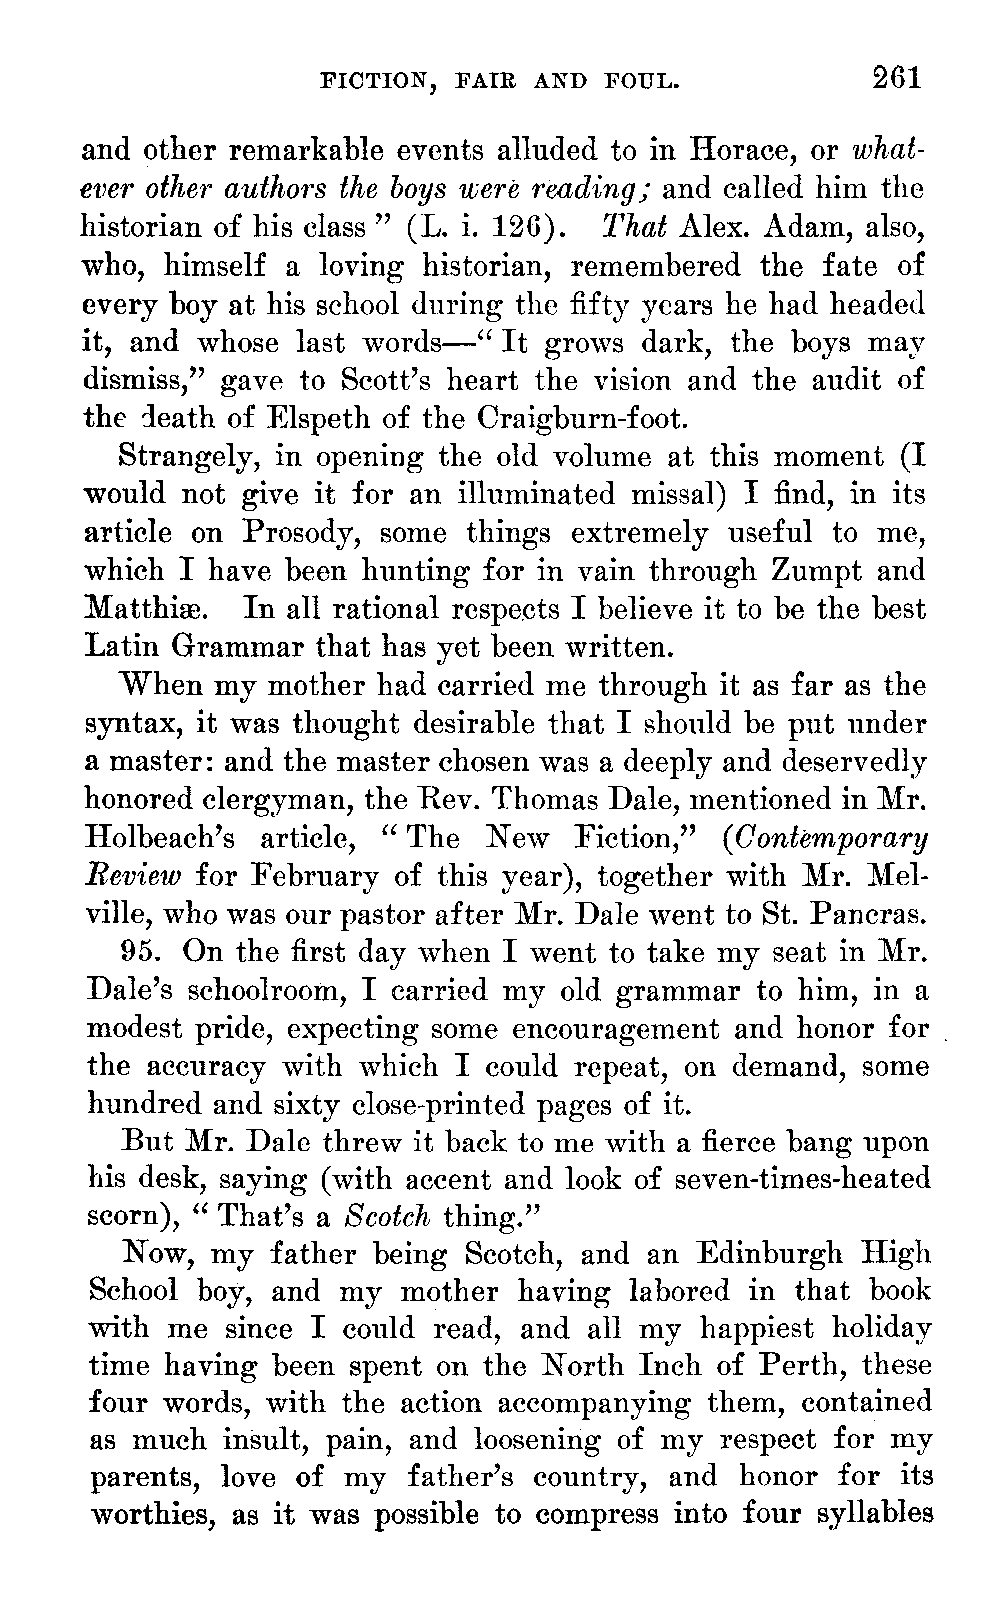 FICTION, FAIR AND FOUL. 261
and other remarkable events alluded to in Horace, or what-
ever other authors the boys were reading; and called him the
historian of his class" (L. i. 126). That Alex. Adam, also,
who, himself a loving historian, remembered the fate of
every boy at his school during the fifty years he had headed
it, and whose last words—"It grows dark, the boys may
dismiss," gave to Scott's heart the vision and the audit of
the death of Elspeth of the Craigburn-foot.
Strangely, in opening the old volume at this moment (I
would not give it for an illuminated missal) I find, in its
article on Prosody, some things extremely useful to me,
which I have been hunting for in vain through Zumpt and
Matthiæ. In all rational respects I believe it to be the best
Latin Grammar that has yet been written.
When my mother had carried me through it as far as the
syntax, it was thought desirable that I should be put under
a master: and the master chosen was a deeply and deservedly
honored clergyman, the Rev. Thomas Dale, mentioned in Mr.
Holbeach's article, "The New Fiction," (Contemporary
Review for February of this year), together with Mr. Mel-
ville, who was our pastor after Mr. Dale went to St. Pancras.
95. On the first day when I went to take my seat in Mr.
Dale's schoolroom, I carried my old grammar to him, in a
modest pride, expecting some encouragement and honor for
the accuracy with which I could repeat, on demand, some
hundred and sixty close-printed pages of it.
But Mr. Dale threw it back to me with a fierce bang upon
his desk, saying (with accent and look of seven-times-heated
scorn), "That's a Scotch thing."
Now, my father being Scotch, and an Edinburgh High
School boy, and my mother having labored in that book
with me since I could read, and all my happiest holiday
time having been spent on the North Inch of Perth, these
four words, with the action accompanying them, contained
as much insult, pain, and loosening of my respect for my
parents, love of my father's country, and honor for its
worthies, as it was possible to compress into four syllables